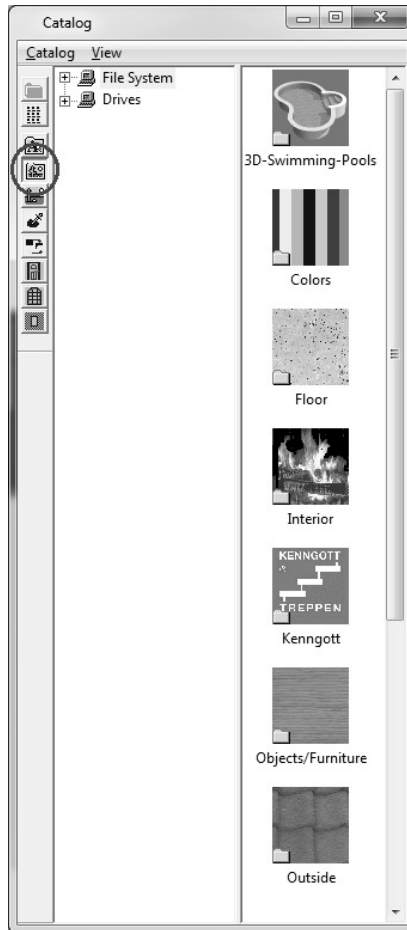 Catalog
Catalog View
File System
Drives
3D-Swimming-Pools
Colors
Floor
Interior
KENNGOTT
TREPPEN
Kenngott
Objects/Furniture
Outside